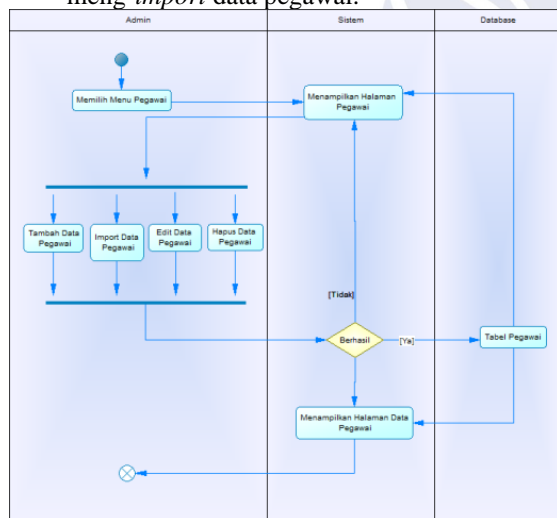 meng-import data pegawai.
Admin
Sistem
Database
Memilih Menu Pegawai
Menampilkan Halaman
Pegawai
Tambah Data
Pegawai
Import Data
Pegawai
Edit Data
Pegawai
Hapus Data
Pegawai
[Tidak]
Berhasil
[Ya]
Tabel Pegawai
Menampilkan Halaman Data
Pegawai